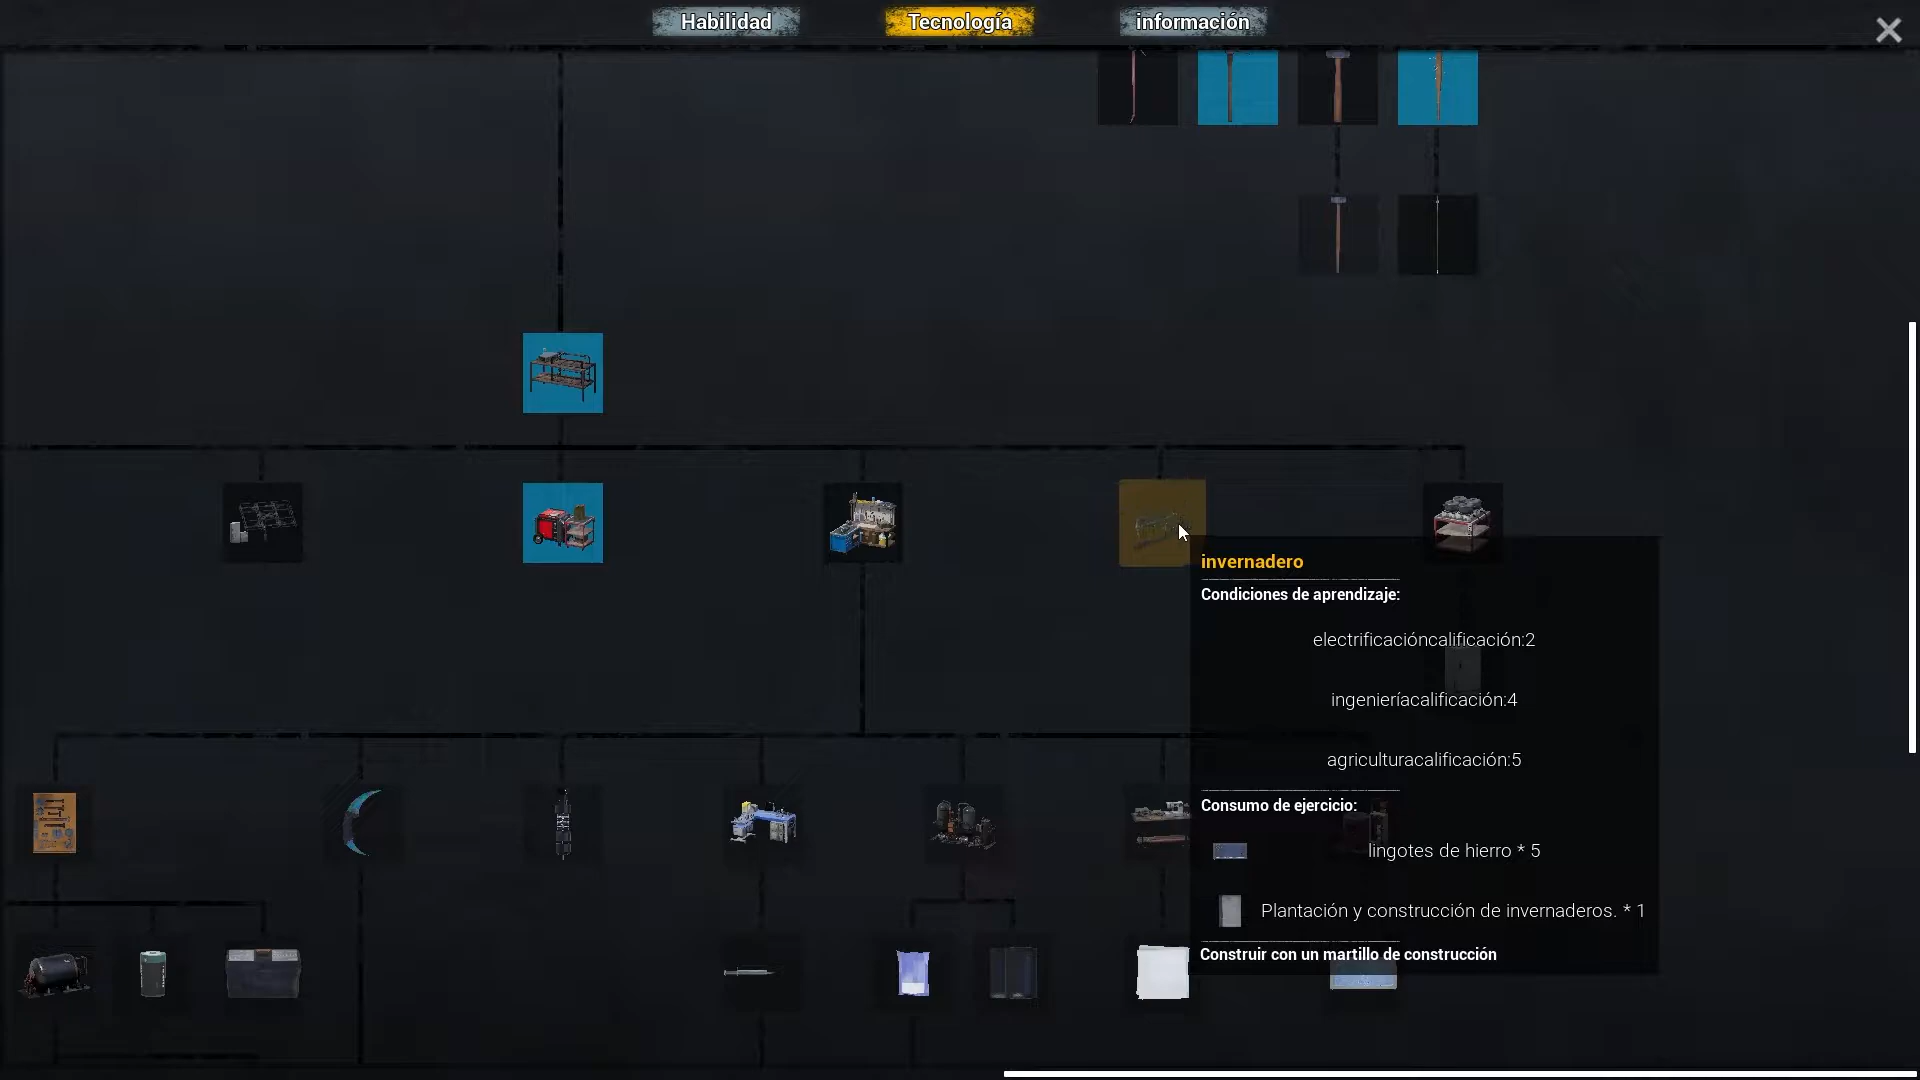 Habilidad
Tecnología
información
invernadero
Condiciones de aprendizaje:
electrificacióncalificación:2
ingenieríacalificación:4
agriculturacalificación:5
Consumo de ejercicio:
lingotes de hierro * 5
Plantación y construcción de invernaderos. * 1
Construir con un martillo de construcción